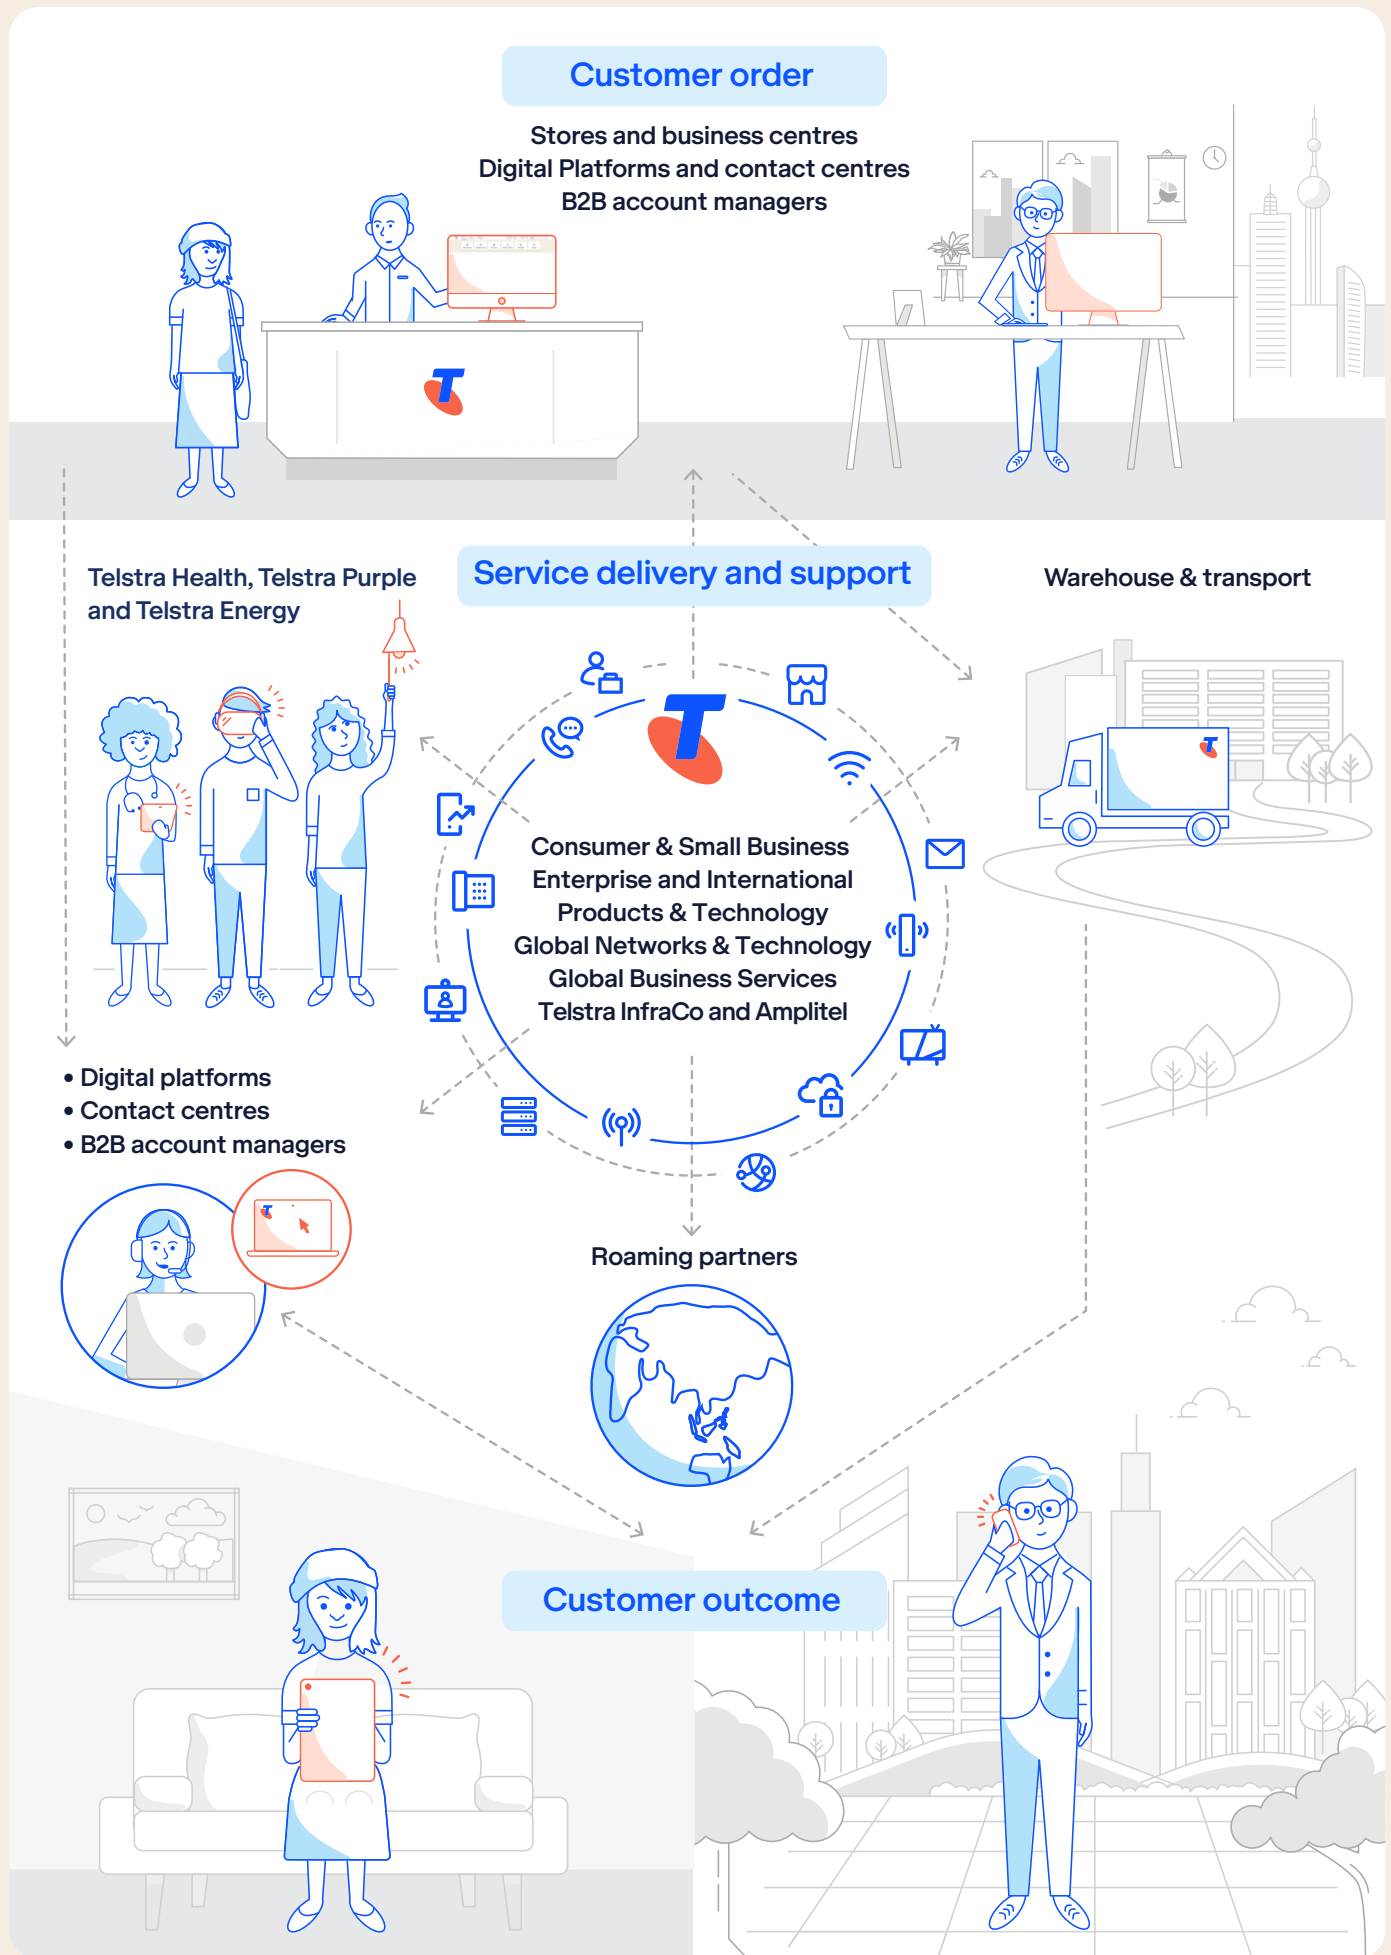 Customer order
Stores and business centres
Digital Platforms and contact centres
B2B account managers
Service delivery and support
Telstra Health, Telstra Purple
and Telstra Energy
Warehouse & transport
Consumer & Small Business
Enterprise and International
Products & Technology
Global Networks & Technology
Global Business Services
Telstra InfraCo and Amplitel
• Digital platforms
• Contact centres
• B2B account managers
Roaming partners
Customer outcome